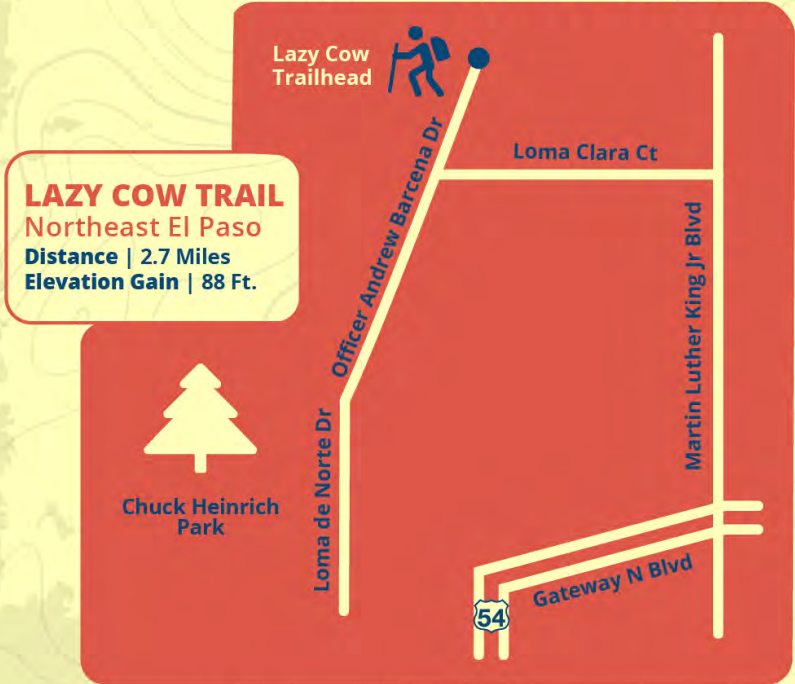 Lazy Cow
Trailhead
Loma Clara Ct
Officer Andrew Barcena Dr
LAZY COW TRAIL
Northeast El Paso
Distance | 2.7 Miles
Elevation Gain | 88 Ft.
Martin Luther King Jr Blvd
Loma de Norte Dr
Chuck Heinrich
Park
Gateway N Blvd
54